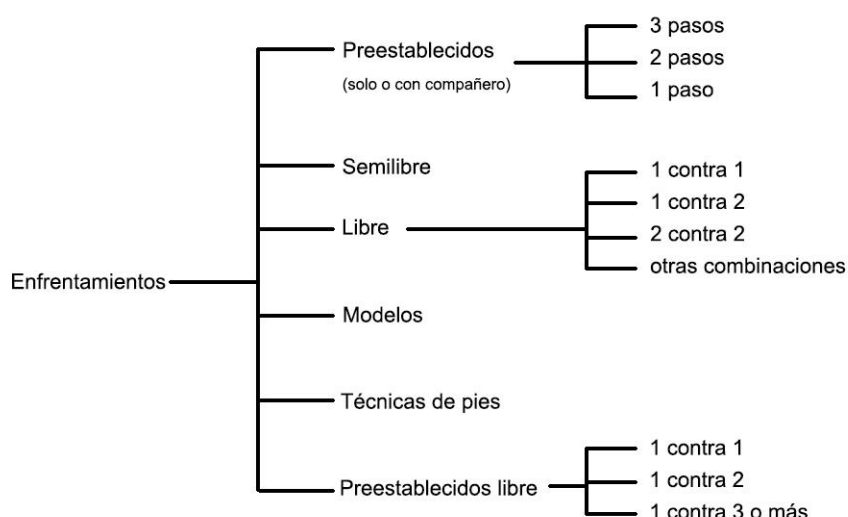 Enfrentamientos
Preestablecidos
(solo o con compañero)
3 pasos
2 pasos
1 paso
Semilibre
Libre
1 contra 1
1 contra 2
2 contra 2
otras combinaciones
Modelos
Técnicas de pies
Preestablecidos libre
1 contra 1
1 contra 2
1 contra 3 o más